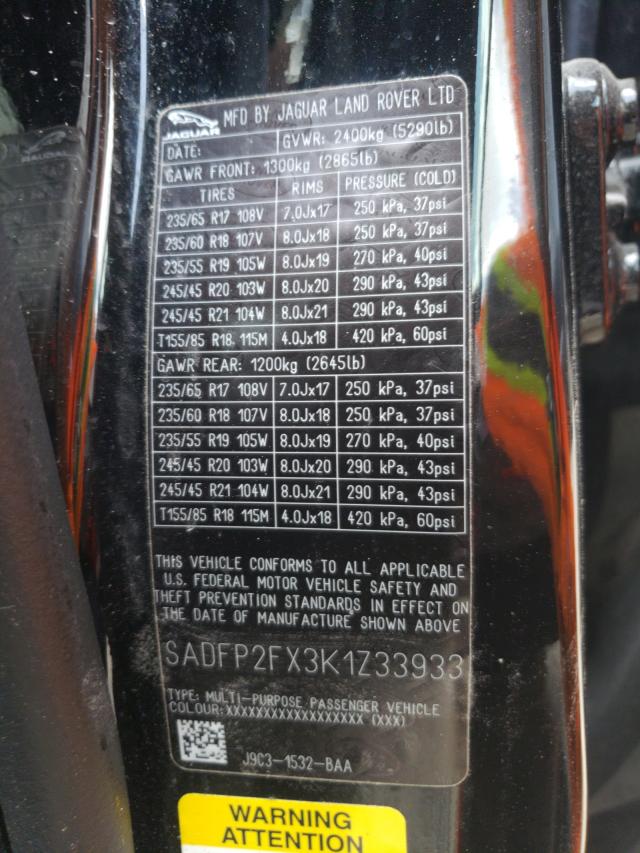 JAGUAR
MFD BY JAGUAR LAND ROVER LTD
DATE: GVWR: 2400kg (5290lb)
GAWR FRONT: 1300kg (2865lb)
TIRES RIMS PRESSURE (COLD)
235/65 R17 108V 7.0Jx17 250 kPa, 37psi
235/60 R18 107V 8.0Jx18 250 kPa, 37psi
235/55 R19 105W 8.0Jx19 270 kPa, 40psi
245/45 R20 103W 8.0Jx20 290 kPa, 43psi
245/45 R21 104W 8.0Jx21 290 kPa, 43psi
T155/85 R18 115M 4.0Jx18 420 kPa, 60psi
GAWR REAR: 1200kg (2645lb)
235/65 R17 108V 7.0Jx17 250 kPa, 37psi
235/60 R18 107V 8.0Jx18 250 kPa, 37psi
235/55 R19 105W 8.0Jx19 270 kPa, 40psi
245/45 R20 103W 8.0Jx20 290 kPa, 43psi
245/45 R21 104W 8.0Jx21 290 kPa, 43psi
T155/85 R18 115M 4.0Jx18 420 kPa, 60psi
THIS VEHICLE CONFORMS TO ALL APPLICABLE
U.S. FEDERAL MOTOR VEHICLE SAFETY AND
THEFT PREVENTION STANDARDS IN EFFECT ON
THE DATE OF MANUFACTURE SHOWN ABOVE
SADFP2FX3K1Z33933
TYPE: MULTI-PURPOSE PASSENGER VEHICLE
COLOUR:XXXXXXXXXXXXXXXXXX (XXX)
J9C3-1532-BAA
WARNING
ATTENTION